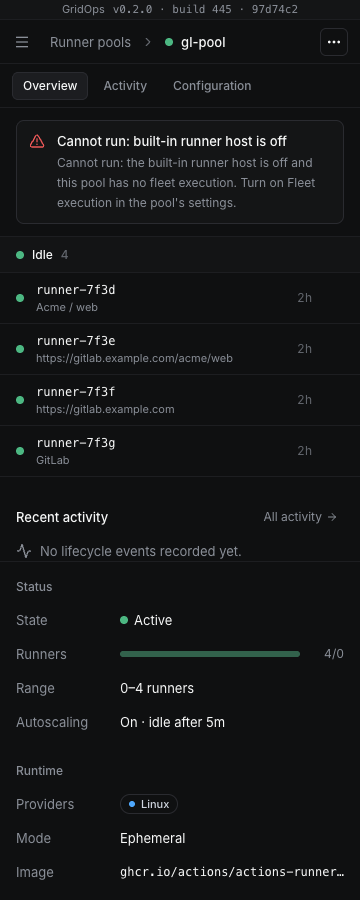 GridOps v0.2.0 · build 445 · 97d74c2
Runner pools > gl-pool
Overview Activity Configuration
Cannot run: built-in runner host is off
Cannot run: the built-in runner host is off and
this pool has no fleet execution. Turn on Fleet
execution in the pool's settings.
Idle 4
runner-7f3d 2h
Acme / web
runner-7f3e 2h
https://gitlab.example.com/acme/web
runner-7f3f 2h
https://gitlab.example.com
runner-7f3g 2h
GitLab
Recent activity All activity →
No lifecycle events recorded yet.
Status
State Active
Runners 4/0
Range 0–4 runners
Autoscaling On · idle after 5m
Runtime
Providers Linux
Mode Ephemeral
Image ghcr.io/actions/actions-runner…